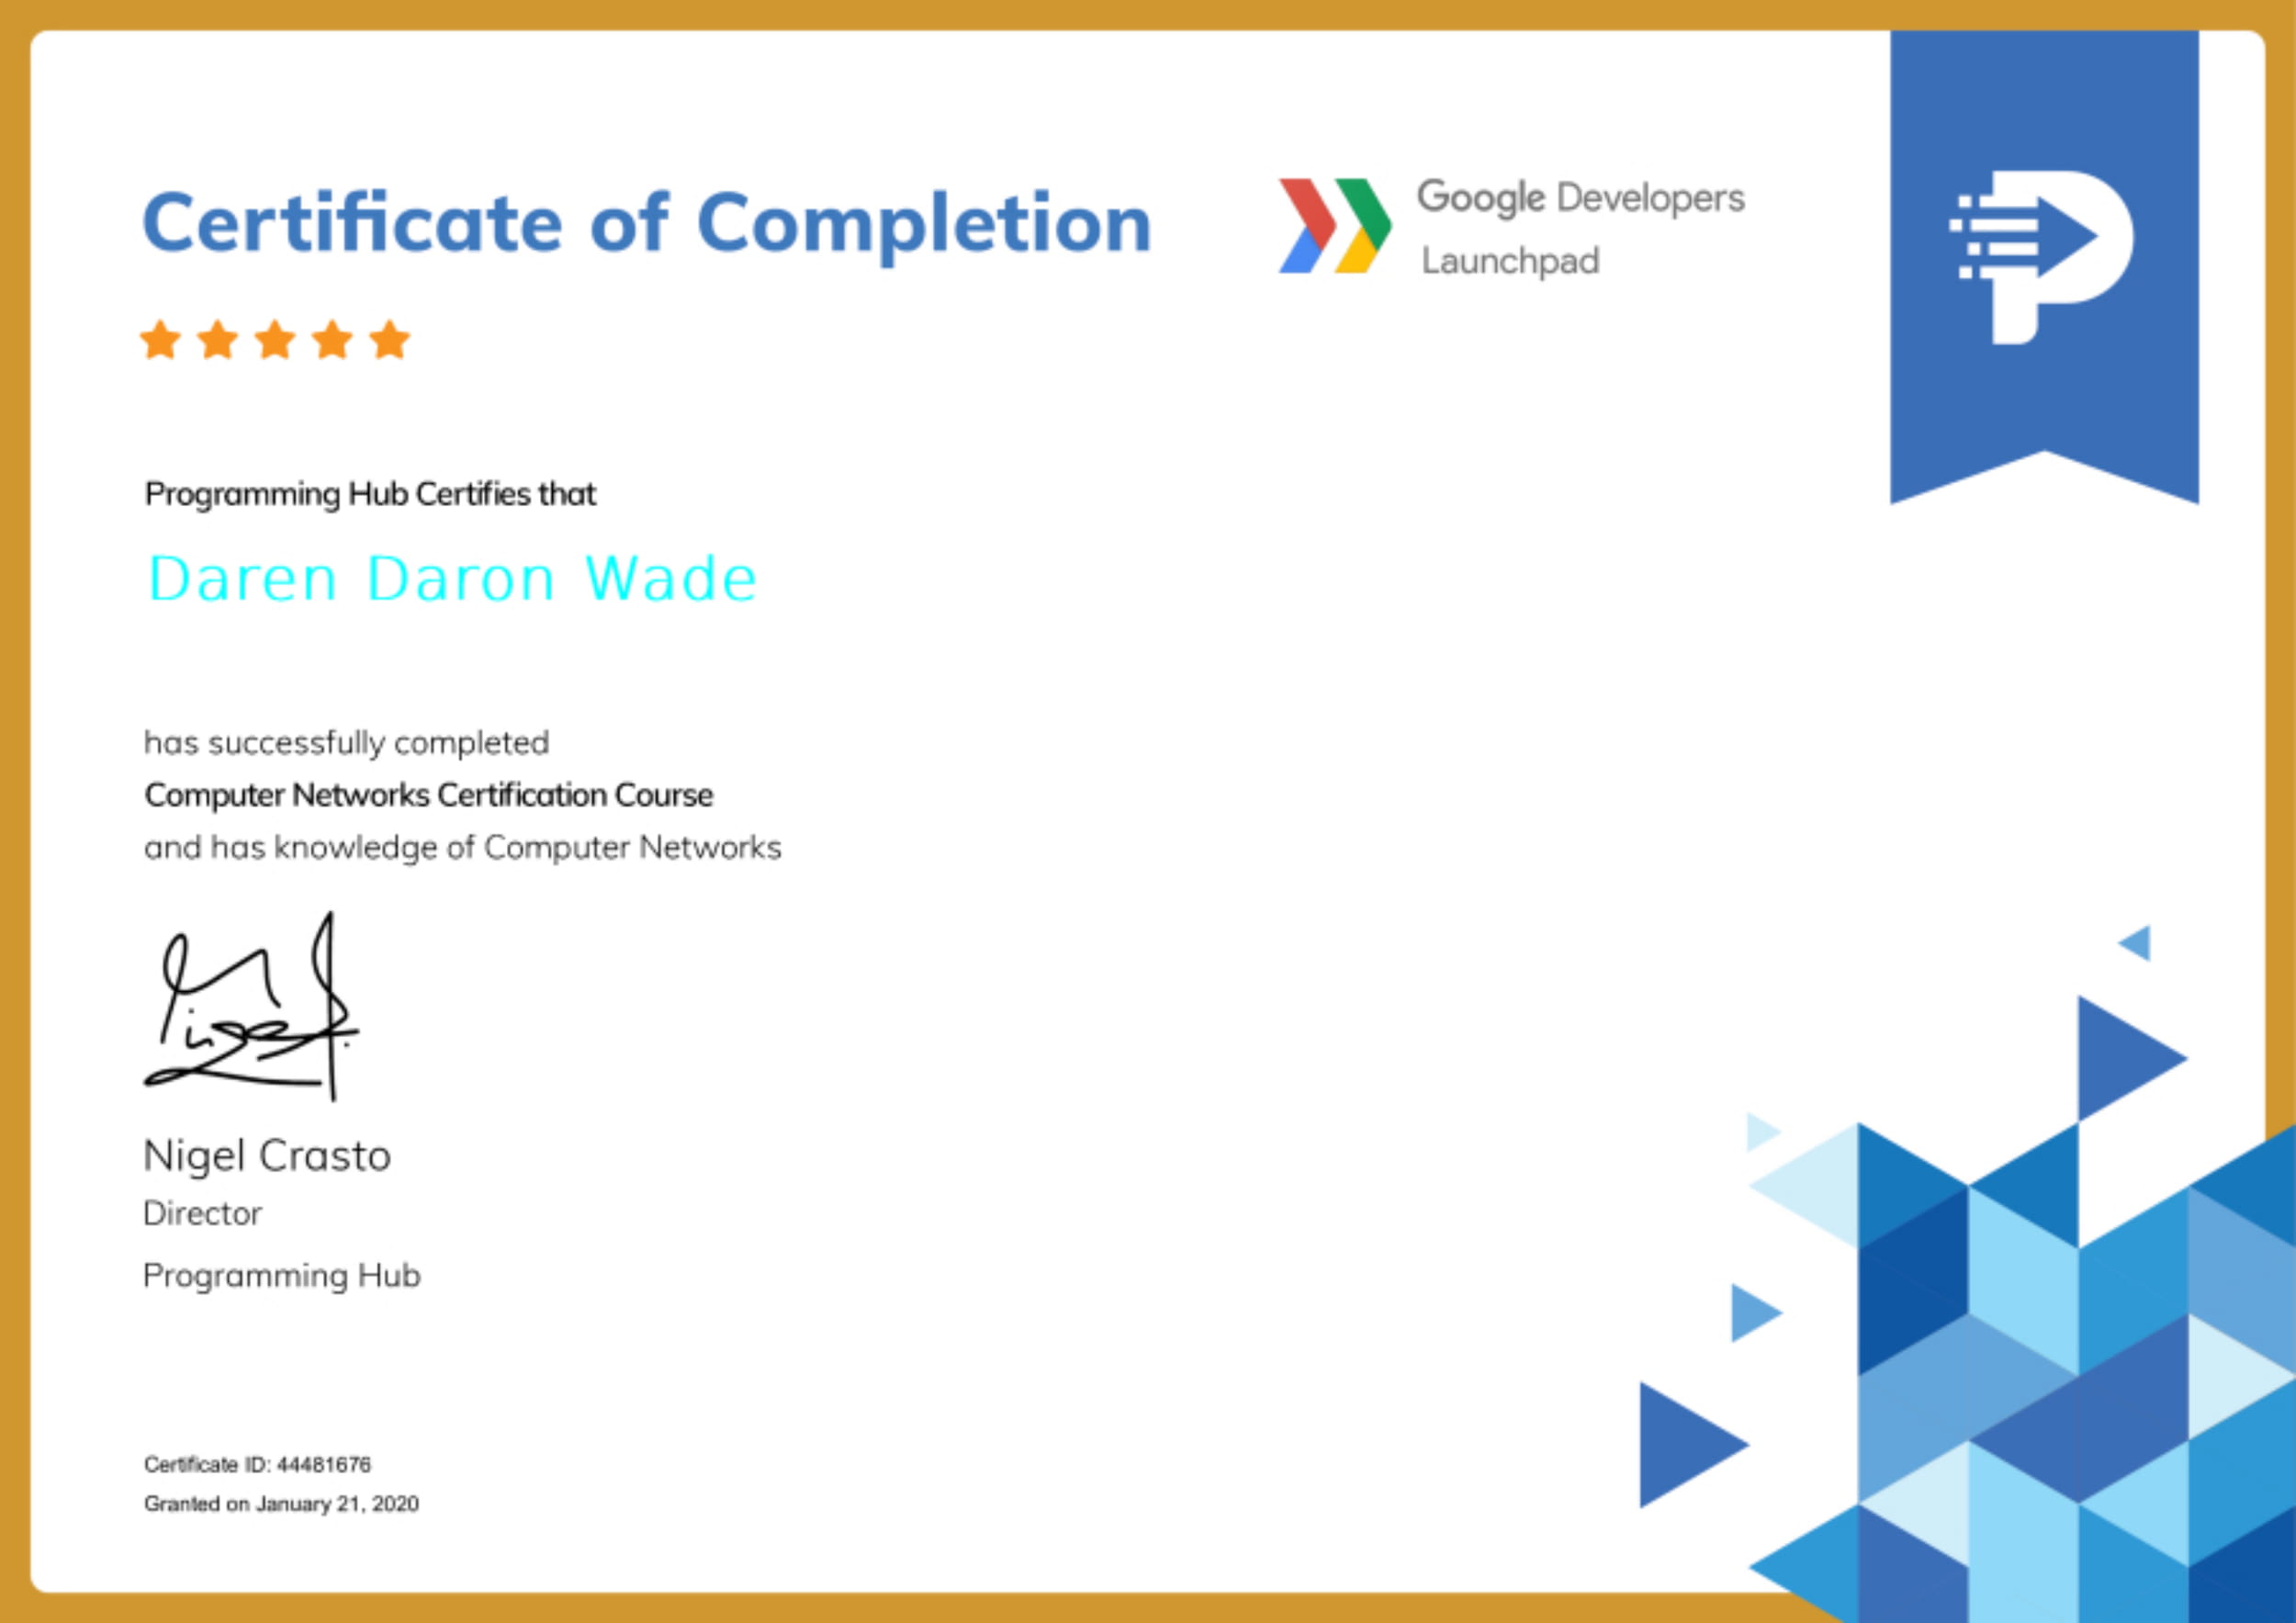 Certificate of Completion
Google Developers
Launchpad
Programming Hub Certifies that
Daren Daron Wade
has successfully completed
Computer Networks Certification Course
and has knowledge of Computer Networks
Nigel Crasto
Director
Programming Hub
Certificate ID: 44481676
Granted on January 21, 2020